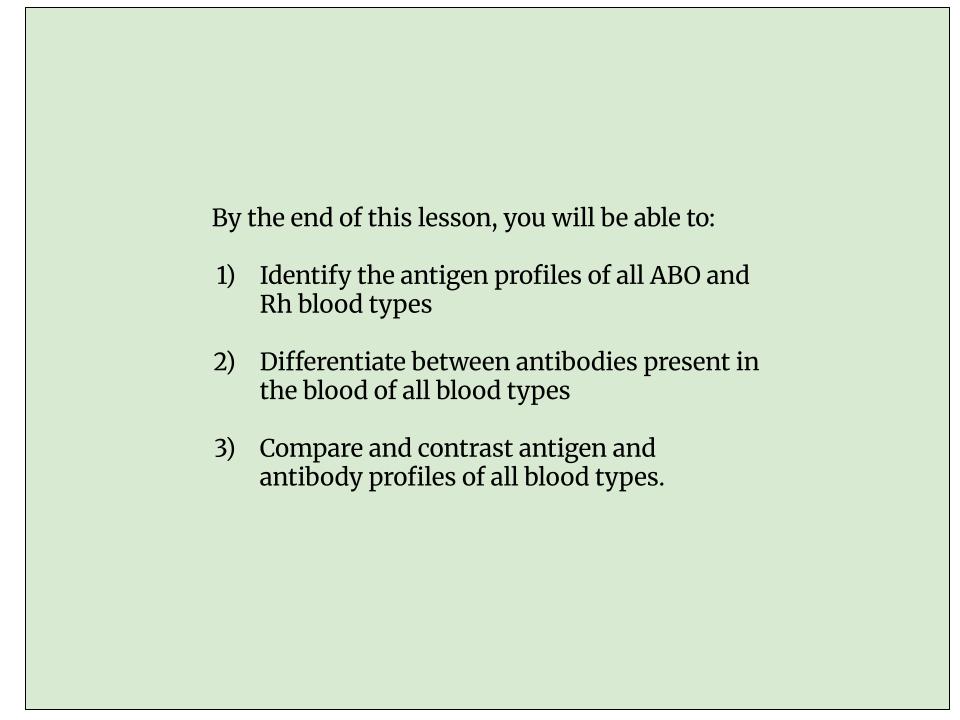 By the end of this lesson, you will be able to:
1) Identify the antigen profiles of all ABO and
Rh blood types
2) Differentiate between antibodies present in
the blood of all blood types
3) Compare and contrast antigen and
antibody profiles of all blood types.